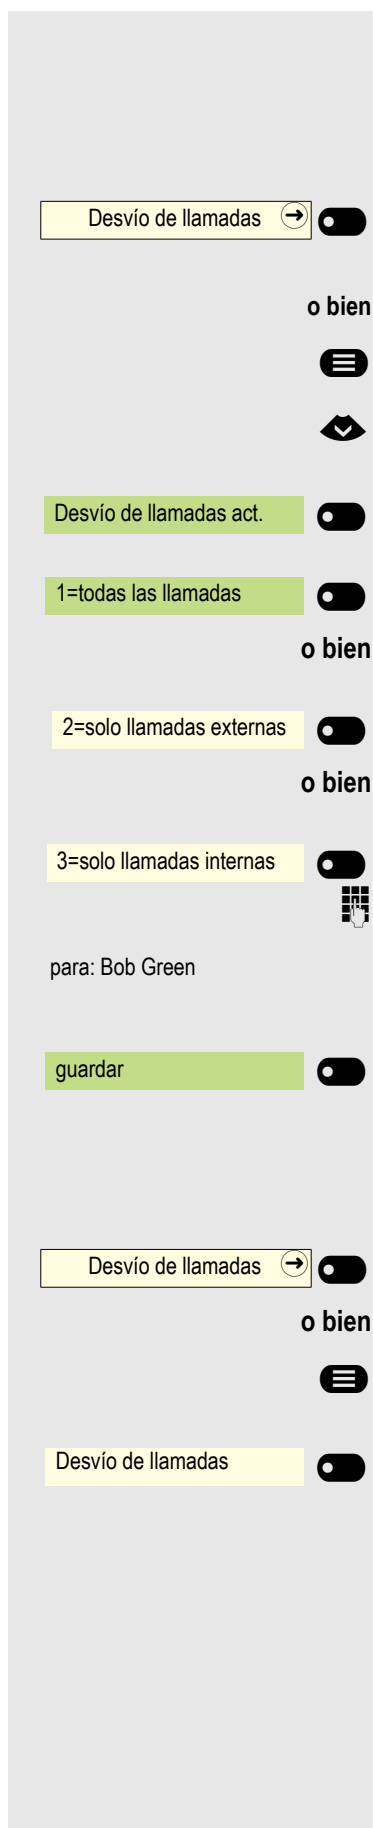 Desvío de llamadas
o bien
Desvío de llamadas act.
1=todas las llamadas
o bien
2=solo llamadas externas
o bien
3=solo llamadas internas
para: Bob Green
guardar
Desvío de llamadas
o bien
Desvío de llamadas